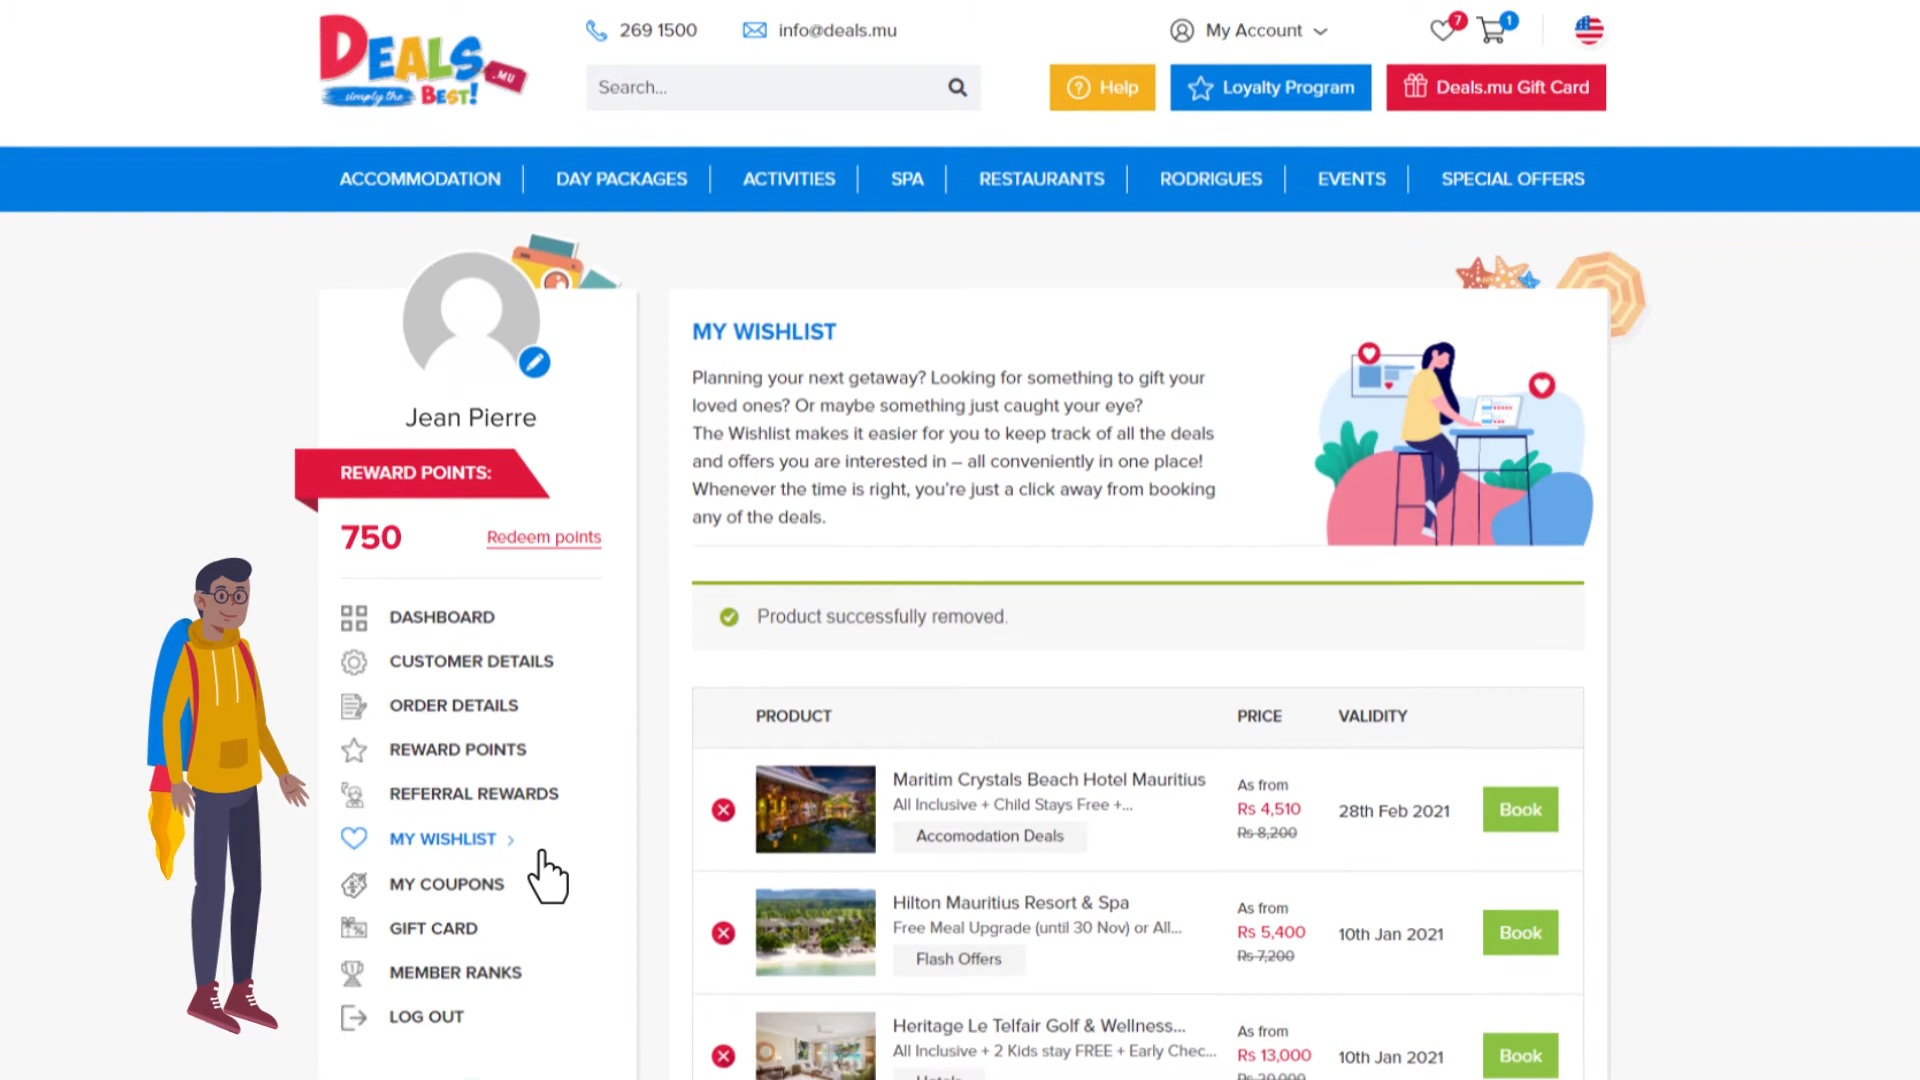 DEALS
.MU
simply the BEST!
269 1500
info@deals.mu
My Account
7
1
Search...
Help
Loyalty Program
Deals.mu Gift Card
ACCOMMODATION
DAY PACKAGES
ACTIVITIES
SPA
RESTAURANTS
RODRIGUES
EVENTS
SPECIAL OFFERS
Jean Pierre
REWARD POINTS:
750
Redeem points
DASHBOARD
CUSTOMER DETAILS
ORDER DETAILS
REWARD POINTS
REFERRAL REWARDS
MY WISHLIST
MY COUPONS
GIFT CARD
MEMBER RANKS
LOG OUT
MY WISHLIST
Planning your next getaway? Looking for something to gift your
loved ones? Or maybe something just caught your eye?
The Wishlist makes it easier for you to keep track of all the deals
and offers you are interested in – all conveniently in one place!
Whenever the time is right, you're just a click away from booking
any of the deals.
Product successfully removed.
PRODUCT
PRICE
VALIDITY
Maritim Crystals Beach Hotel Mauritius
All Inclusive + Child Stays Free +...
Accomodation Deals
As from
Rs 4,510
Rs 8,200
28th Feb 2021
Book
Hilton Mauritius Resort & Spa
Free Meal Upgrade (until 30 Nov) or All...
Flash Offers
As from
Rs 5,400
Rs 7,200
10th Jan 2021
Book
Heritage Le Telfair Golf & Wellness...
All Inclusive + 2 Kids stay FREE + Early Chec...
Hotels
As from
Rs 13,000
Rs 20,000
10th Jan 2021
Book